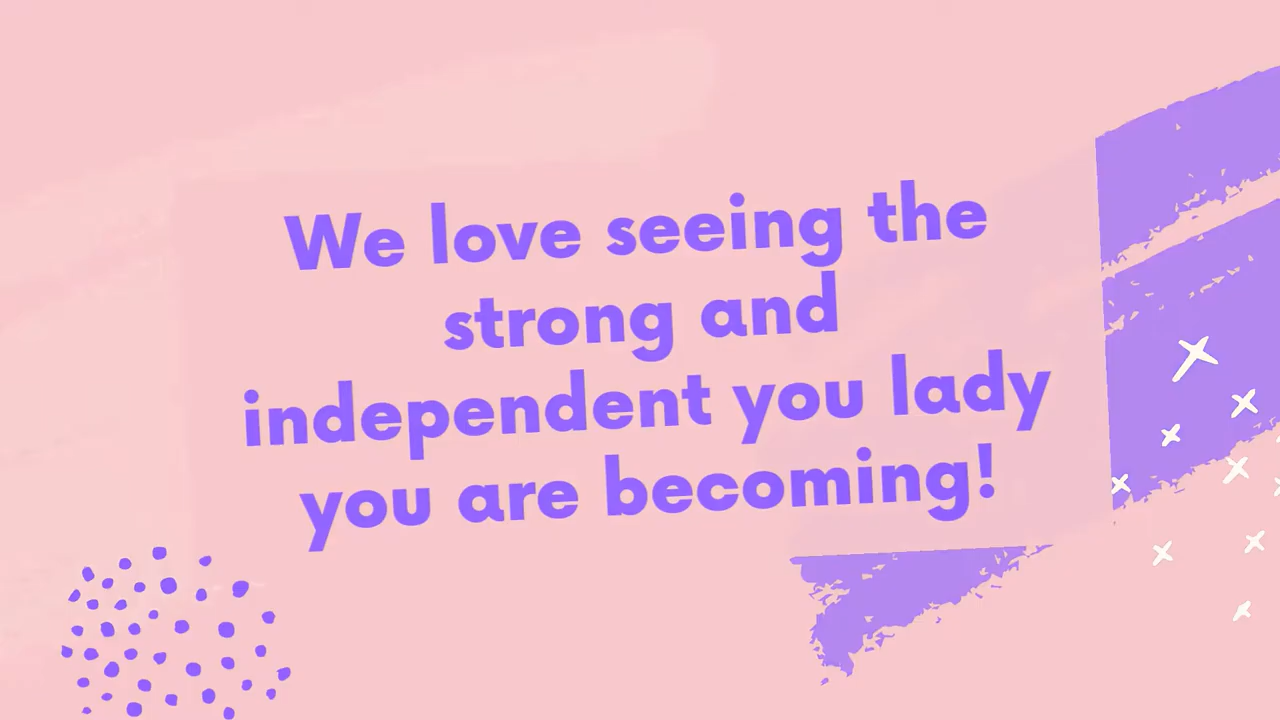 We love seeing the
strong and
independent you lady
you are becoming!